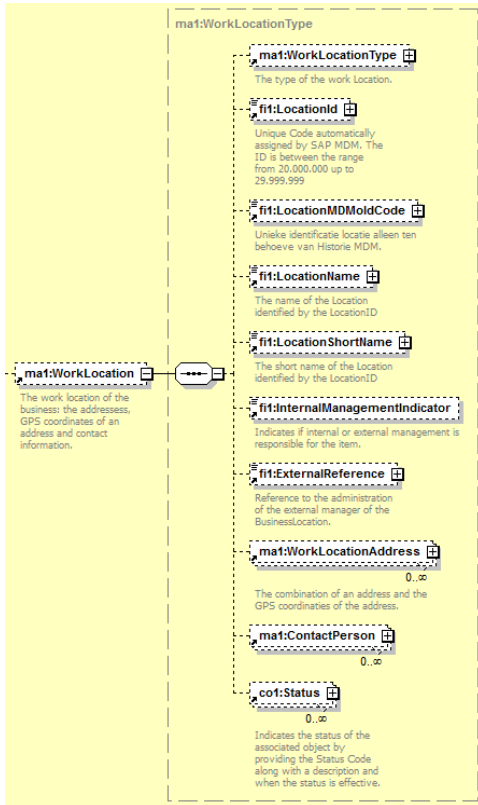 ma1:WorkLocationType
ma1:WorkLocationType
The type of the work Location.
fi1:LocationId
Unique Code automatically
assigned by SAP MDM. The
ID is between the range
from 20.000.000 up to
29.999.999
fi1:LocationMDMoldCode
Unieke identificatie locatie alleen ten
behoeve van Historie MDM.
fi1:LocationName
The name of the Location
identified by the LocationID
fi1:LocationShortName
The short name of the Location
identified by the LocationID
ma1:WorkLocation
The work location of the
business: the addressess,
GPS coordinates of an
address and contact
information.
fi1:InternalManagementIndicator
Indicates if internal or external management is
responsible for the item.
fi1:ExternalReference
Reference to the administration
of the external manager of the
BusinessLocation.
ma1:WorkLocationAddress
0..∞
The combination of an address and the
GPS coordinaties of the address.
ma1:ContactPerson
0..∞
co1:Status
0..∞
Indicates the status of the
associated object by
providing the Status Code
along with a description and
when the status is effective.